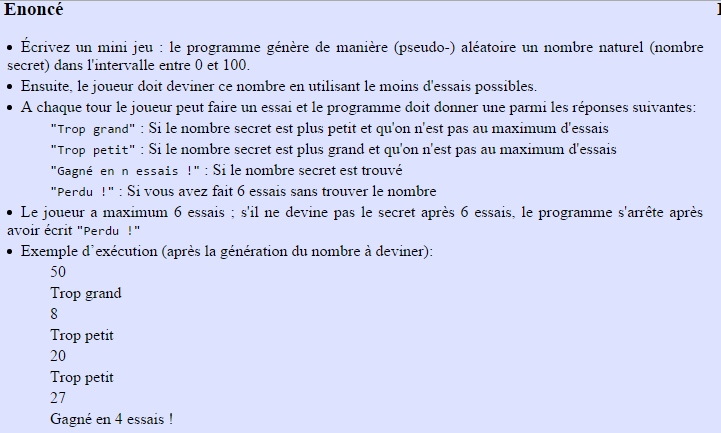 Enoncé
• Écrivez un mini jeu : le programme génère de manière (pseudo-) aléatoire un nombre naturel (nombre
secret) dans l'intervalle entre 0 et 100.
• Ensuite, le joueur doit deviner ce nombre en utilisant le moins d'essais possibles.
• A chaque tour le joueur peut faire un essai et le programme doit donner une parmi les réponses suivantes:
"Trop grand" : Si le nombre secret est plus petit et qu'on n'est pas au maximum d'essais
"Trop petit" : Si le nombre secret est plus grand et qu'on n'est pas au maximum d'essais
"Gagné en n essais !" : Si le nombre secret est trouvé
"Perdu !" : Si vous avez fait 6 essais sans trouver le nombre
• Le joueur a maximum 6 essais ; s'il ne devine pas le secret après 6 essais, le programme s'arrête après
avoir écrit "Perdu !"
• Exemple d’exécution (après la génération du nombre à deviner):
50
Trop grand
8
Trop petit
20
Trop petit
27
Gagné en 4 essais !